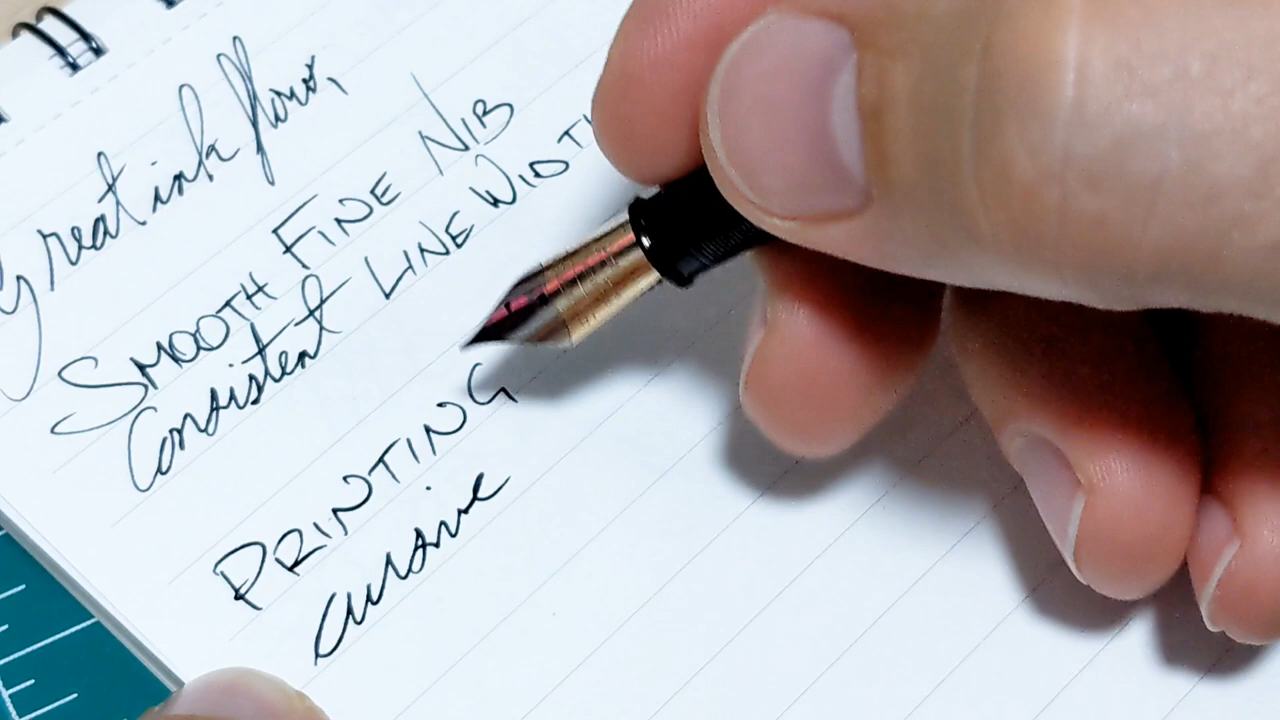 Great ink flow,
SMOOTH FINE NIB
Consistent LINE WIDTH
PRINTING
cursive